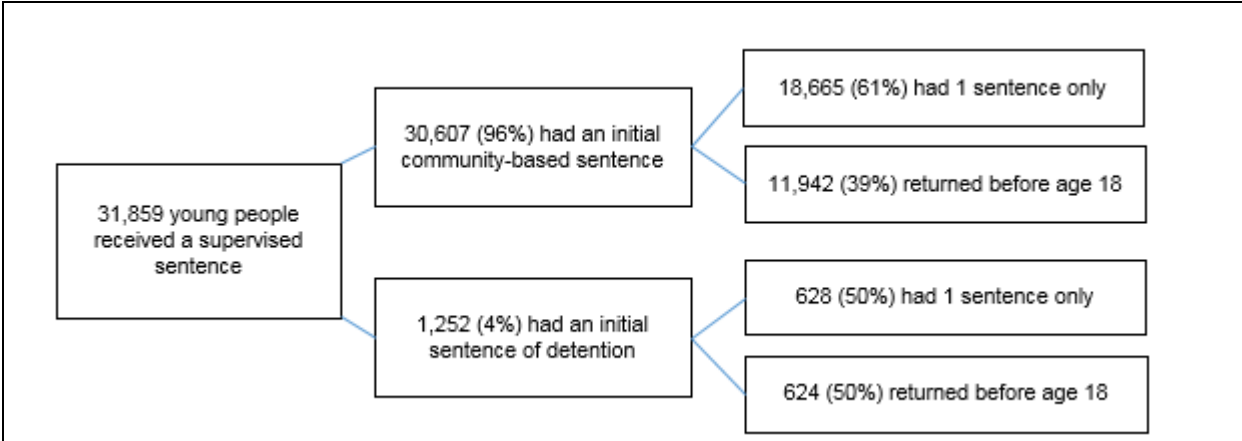 31,859 young people
received a supervised
sentence
30,607 (96%) had an initial
community-based sentence
18,665 (61%) had 1 sentence only
11,942 (39%) returned before age 18
1,252 (4%) had an initial
sentence of detention
628 (50%) had 1 sentence only
624 (50%) returned before age 18